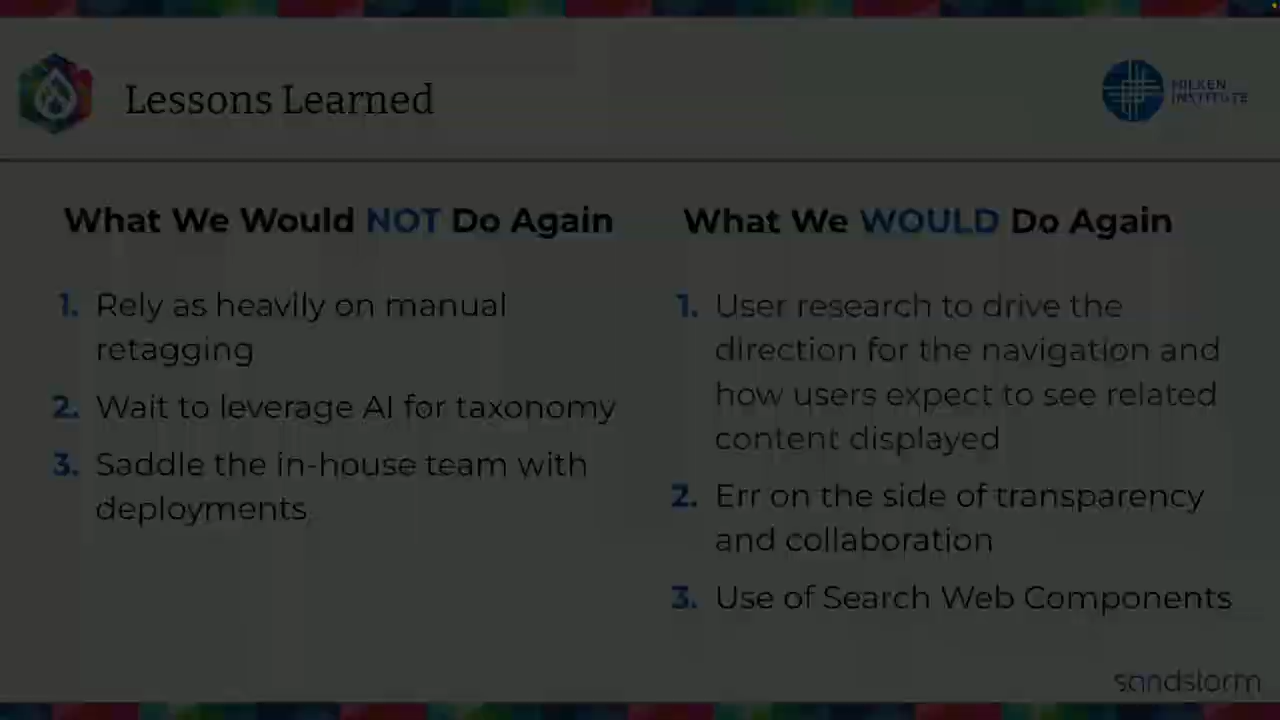 Lessons Learned
MILKEN
INSTITUTE
What We Would NOT Do Again
1. Rely as heavily on manual
retagging
2. Wait to leverage AI for taxonomy
3. Saddle the in-house team with
deployments
What We WOULD Do Again
1. User research to drive the
direction for the navigation and
how users expect to see related
content displayed
2. Err on the side of transparency
and collaboration
3. Use of Search Web Components
sandstorm